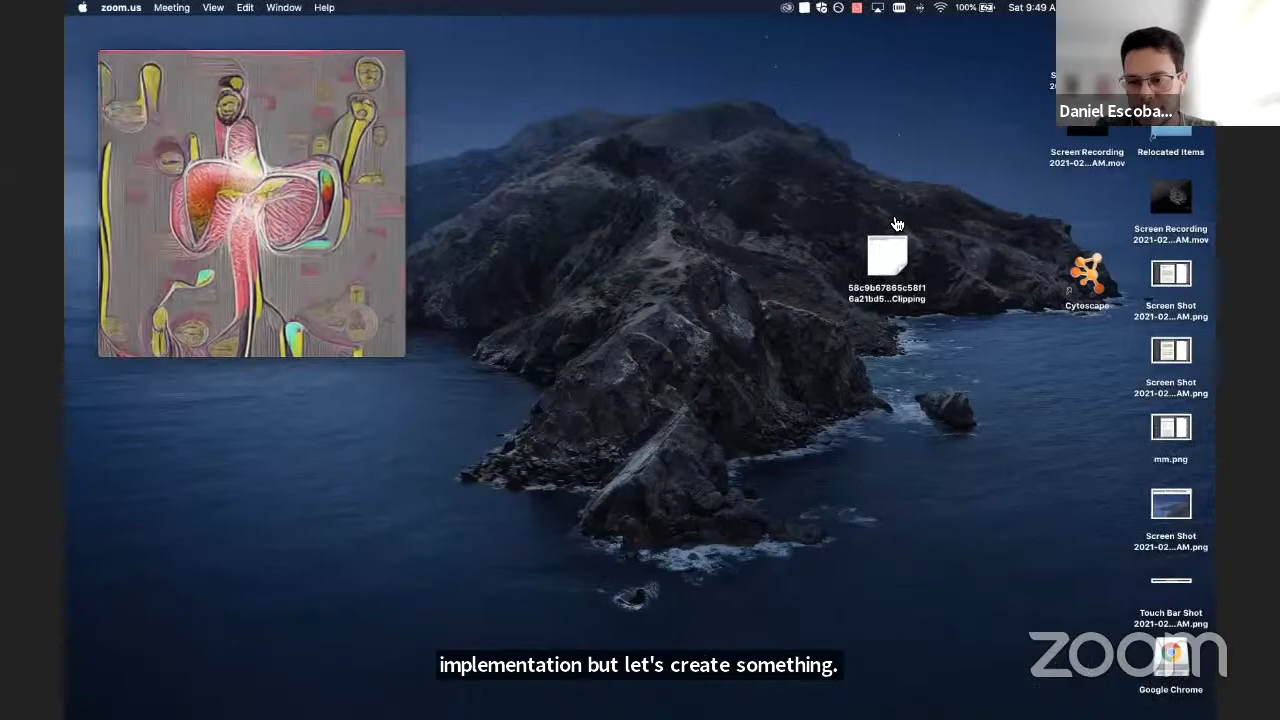 zoom.us Meeting View Edit Window Help
100%
Sat 9:49 A
Daniel Escoba...
Screen Recording
2021-02...AM.mov
Relocated Items
Screen Recording
2021-02...AM.mov
58c9b67865c58f1
6a21bd5...Clipping
Cytoscape
Screen Shot
2021-02...AM.png
Screen Shot
2021-02...AM.png
mm.png
Screen Shot
2021-02...AM.png
Touch Bar Shot
2021-02...AM.png
Google Chrome
implementation but let's create something.
zoom